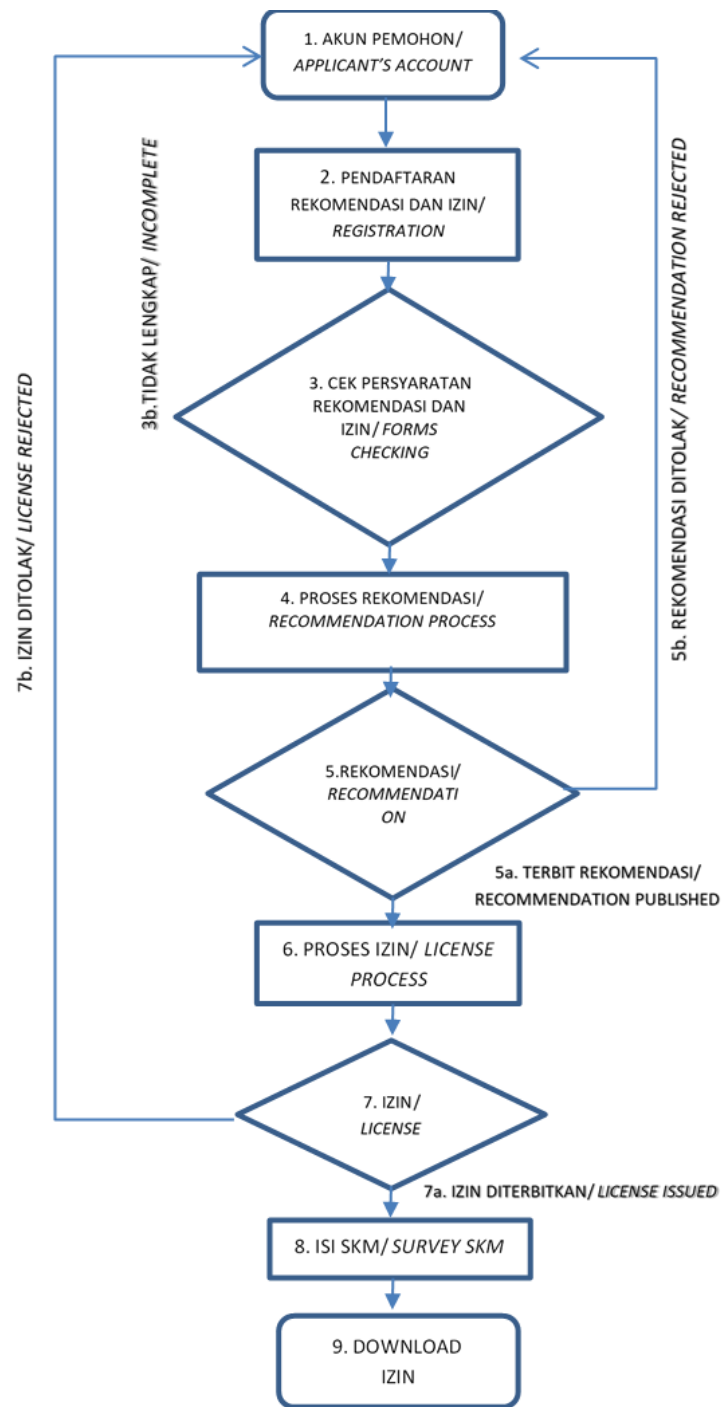 1. AKUN PEMOHON/
APPLICANT'S ACCOUNT
2. PENDAFTARAN
REKOMENDASI DAN IZIN/
REGISTRATION
3b.TIDAK LENGKAP/ INCOMPLETE
3. CEK PERSYARATAN
REKOMENDASI DAN
IZIN/ FORMS
CHECKING
4. PROSES REKOMENDASI/
RECOMMENDATION PROCESS
5b. REKOMENDASI DITOLAK/ RECOMMENDATION REJECTED
7b. IZIN DITOLAK/ LICENSE REJECTED
5.REKOMENDASI/
RECOMMENDATI
ON
5a. TERBIT REKOMENDASI/
RECOMMENDATION PUBLISHED
6. PROSES IZIN/ LICENSE
PROCESS
7. IZIN/
LICENSE
7a. IZIN DITERBITKAN/ LICENSE ISSUED
8. ISI SKM/ SURVEY SKM
9. DOWNLOAD
IZIN